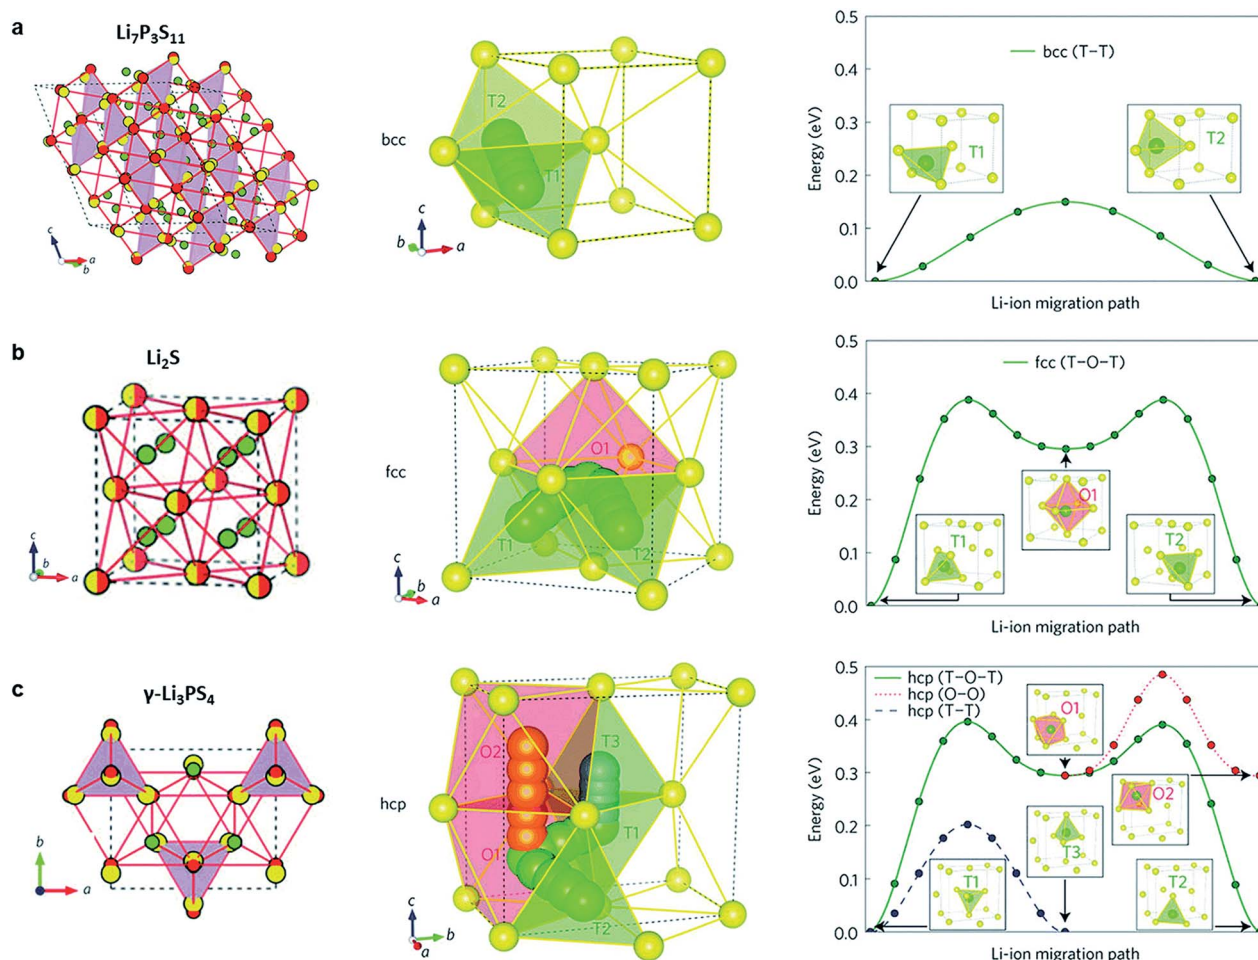 a
Li₇P₃S₁₁
c
a
b
bcc
T2
T1
c
b
a
bcc (T–T)
Energy (eV)
0.5
0.4
0.3
0.2
0.1
0.0
T1
T2
Li-ion migration path
b
Li₂S
c
b
a
fcc
O1
T1
T2
c
b
a
fcc (T–O–T)
Energy (eV)
0.5
0.4
0.3
0.2
0.1
0.0
O1
T1
T2
Li-ion migration path
c
γ-Li₃PS₄
b
a
hcp
O2
T3
T1
O1
T2
c
b
a
hcp (T–O–T)
hcp (O–O)
hcp (T–T)
Energy (eV)
0.5
0.4
0.3
0.2
0.1
0.0
O1
O2
T3
T1
T2
Li-ion migration path